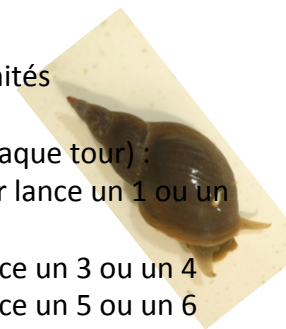 ités
aque tour) :
r lance un 1 ou un
ce un 3 ou un 4
ce un 5 ou un 6